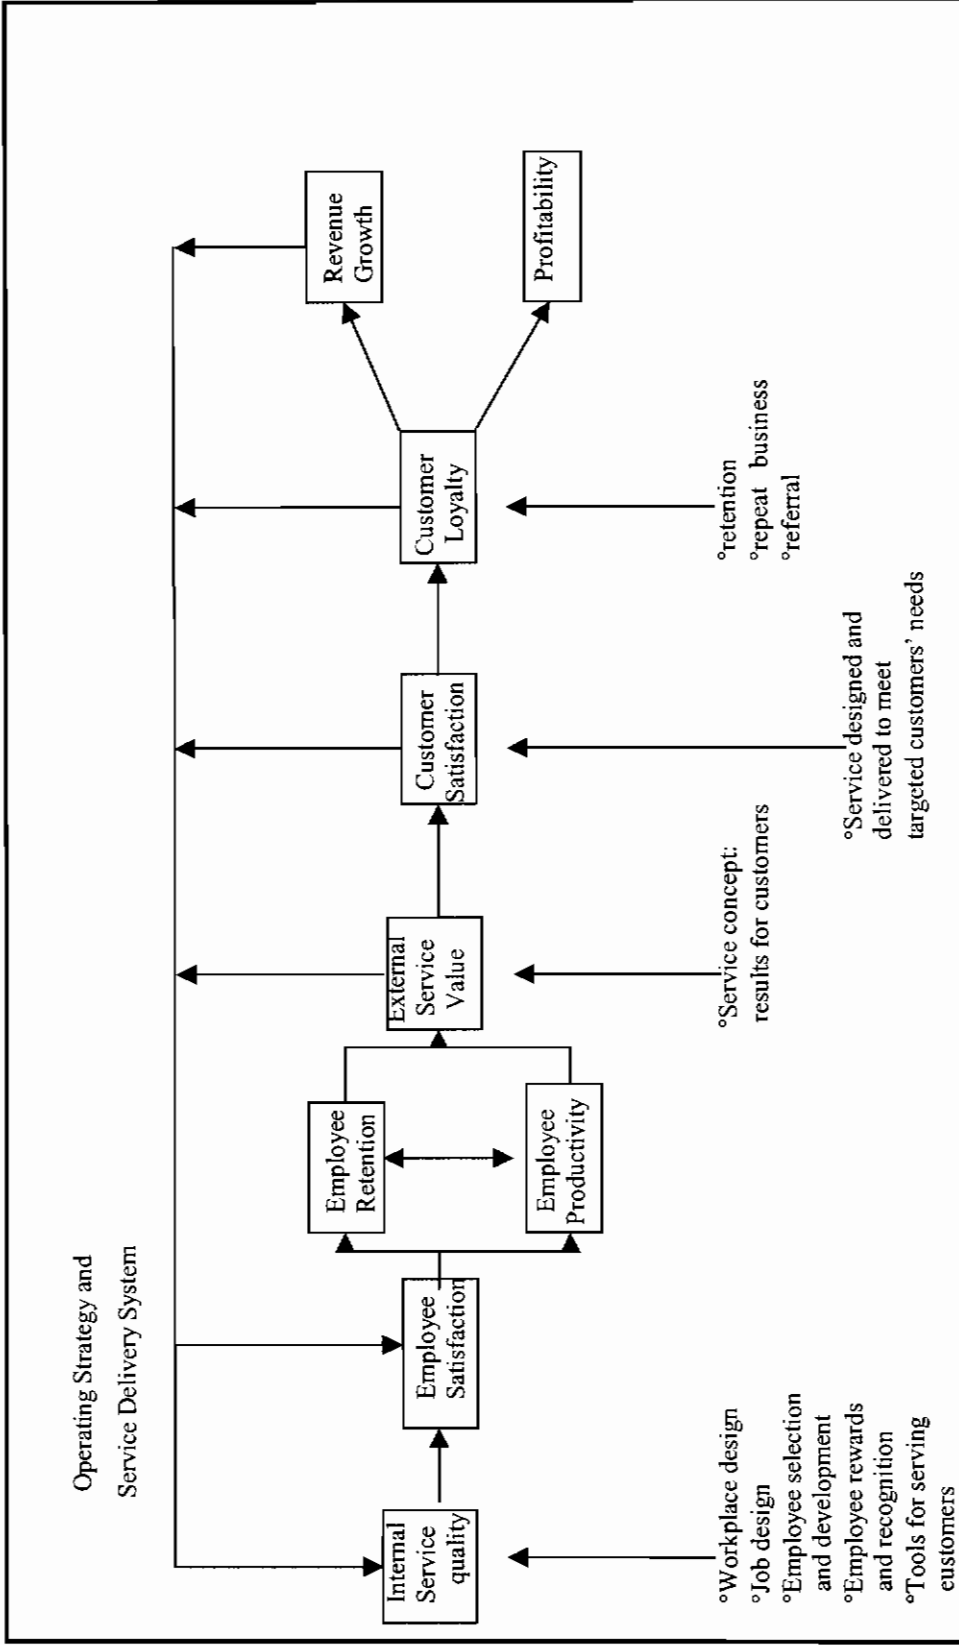 Operating Strategy and
Service Delivery System
Internal
Service
quality
Employee
Satisfaction
Employee
Retention
Employee
Productivity
External
Service
Value
Customer
Satisfaction
Customer
Loyalty
Revenue
Growth
Profitability
°Workplace design
°Job design
°Employee selection
and development
°Employee rewards
and recognition
°Tools for serving
eustomers
°Service concept:
results for customers
°Service designed and
delivered to meet
targeted customers' needs
°retention
°repeat business
°referral